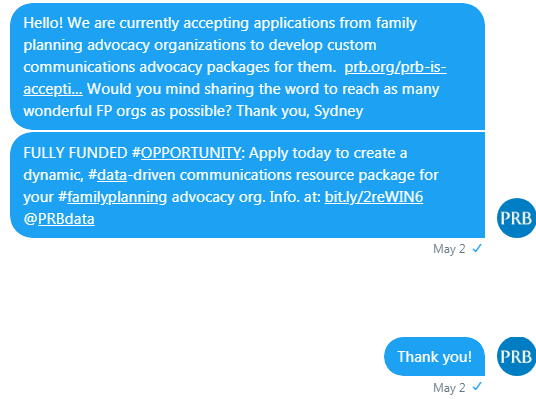 Hello! We are currently accepting applications from family
planning advocacy organizations to develop custom
communications advocacy packages for them.  prb.org/prb-is-
accepti... Would you mind sharing the word to reach as many
wonderful FP orgs as possible? Thank you, Sydney
FULLY FUNDED #OPPORTUNITY: Apply today to create a
dynamic, #data-driven communications resource package for
your #familyplanning advocacy org. Info. at: bit.ly/2reWIN6
@PRBdata
PRB
May 2
Thank you!
PRB
May 2